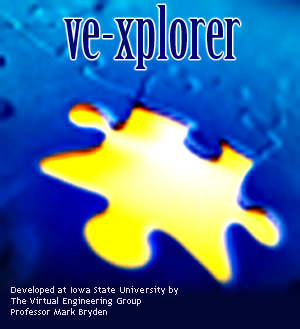 ve-xplorer
Developed at Iowa State University by
The Virtual Engineering Group
Professor Mark Bryden